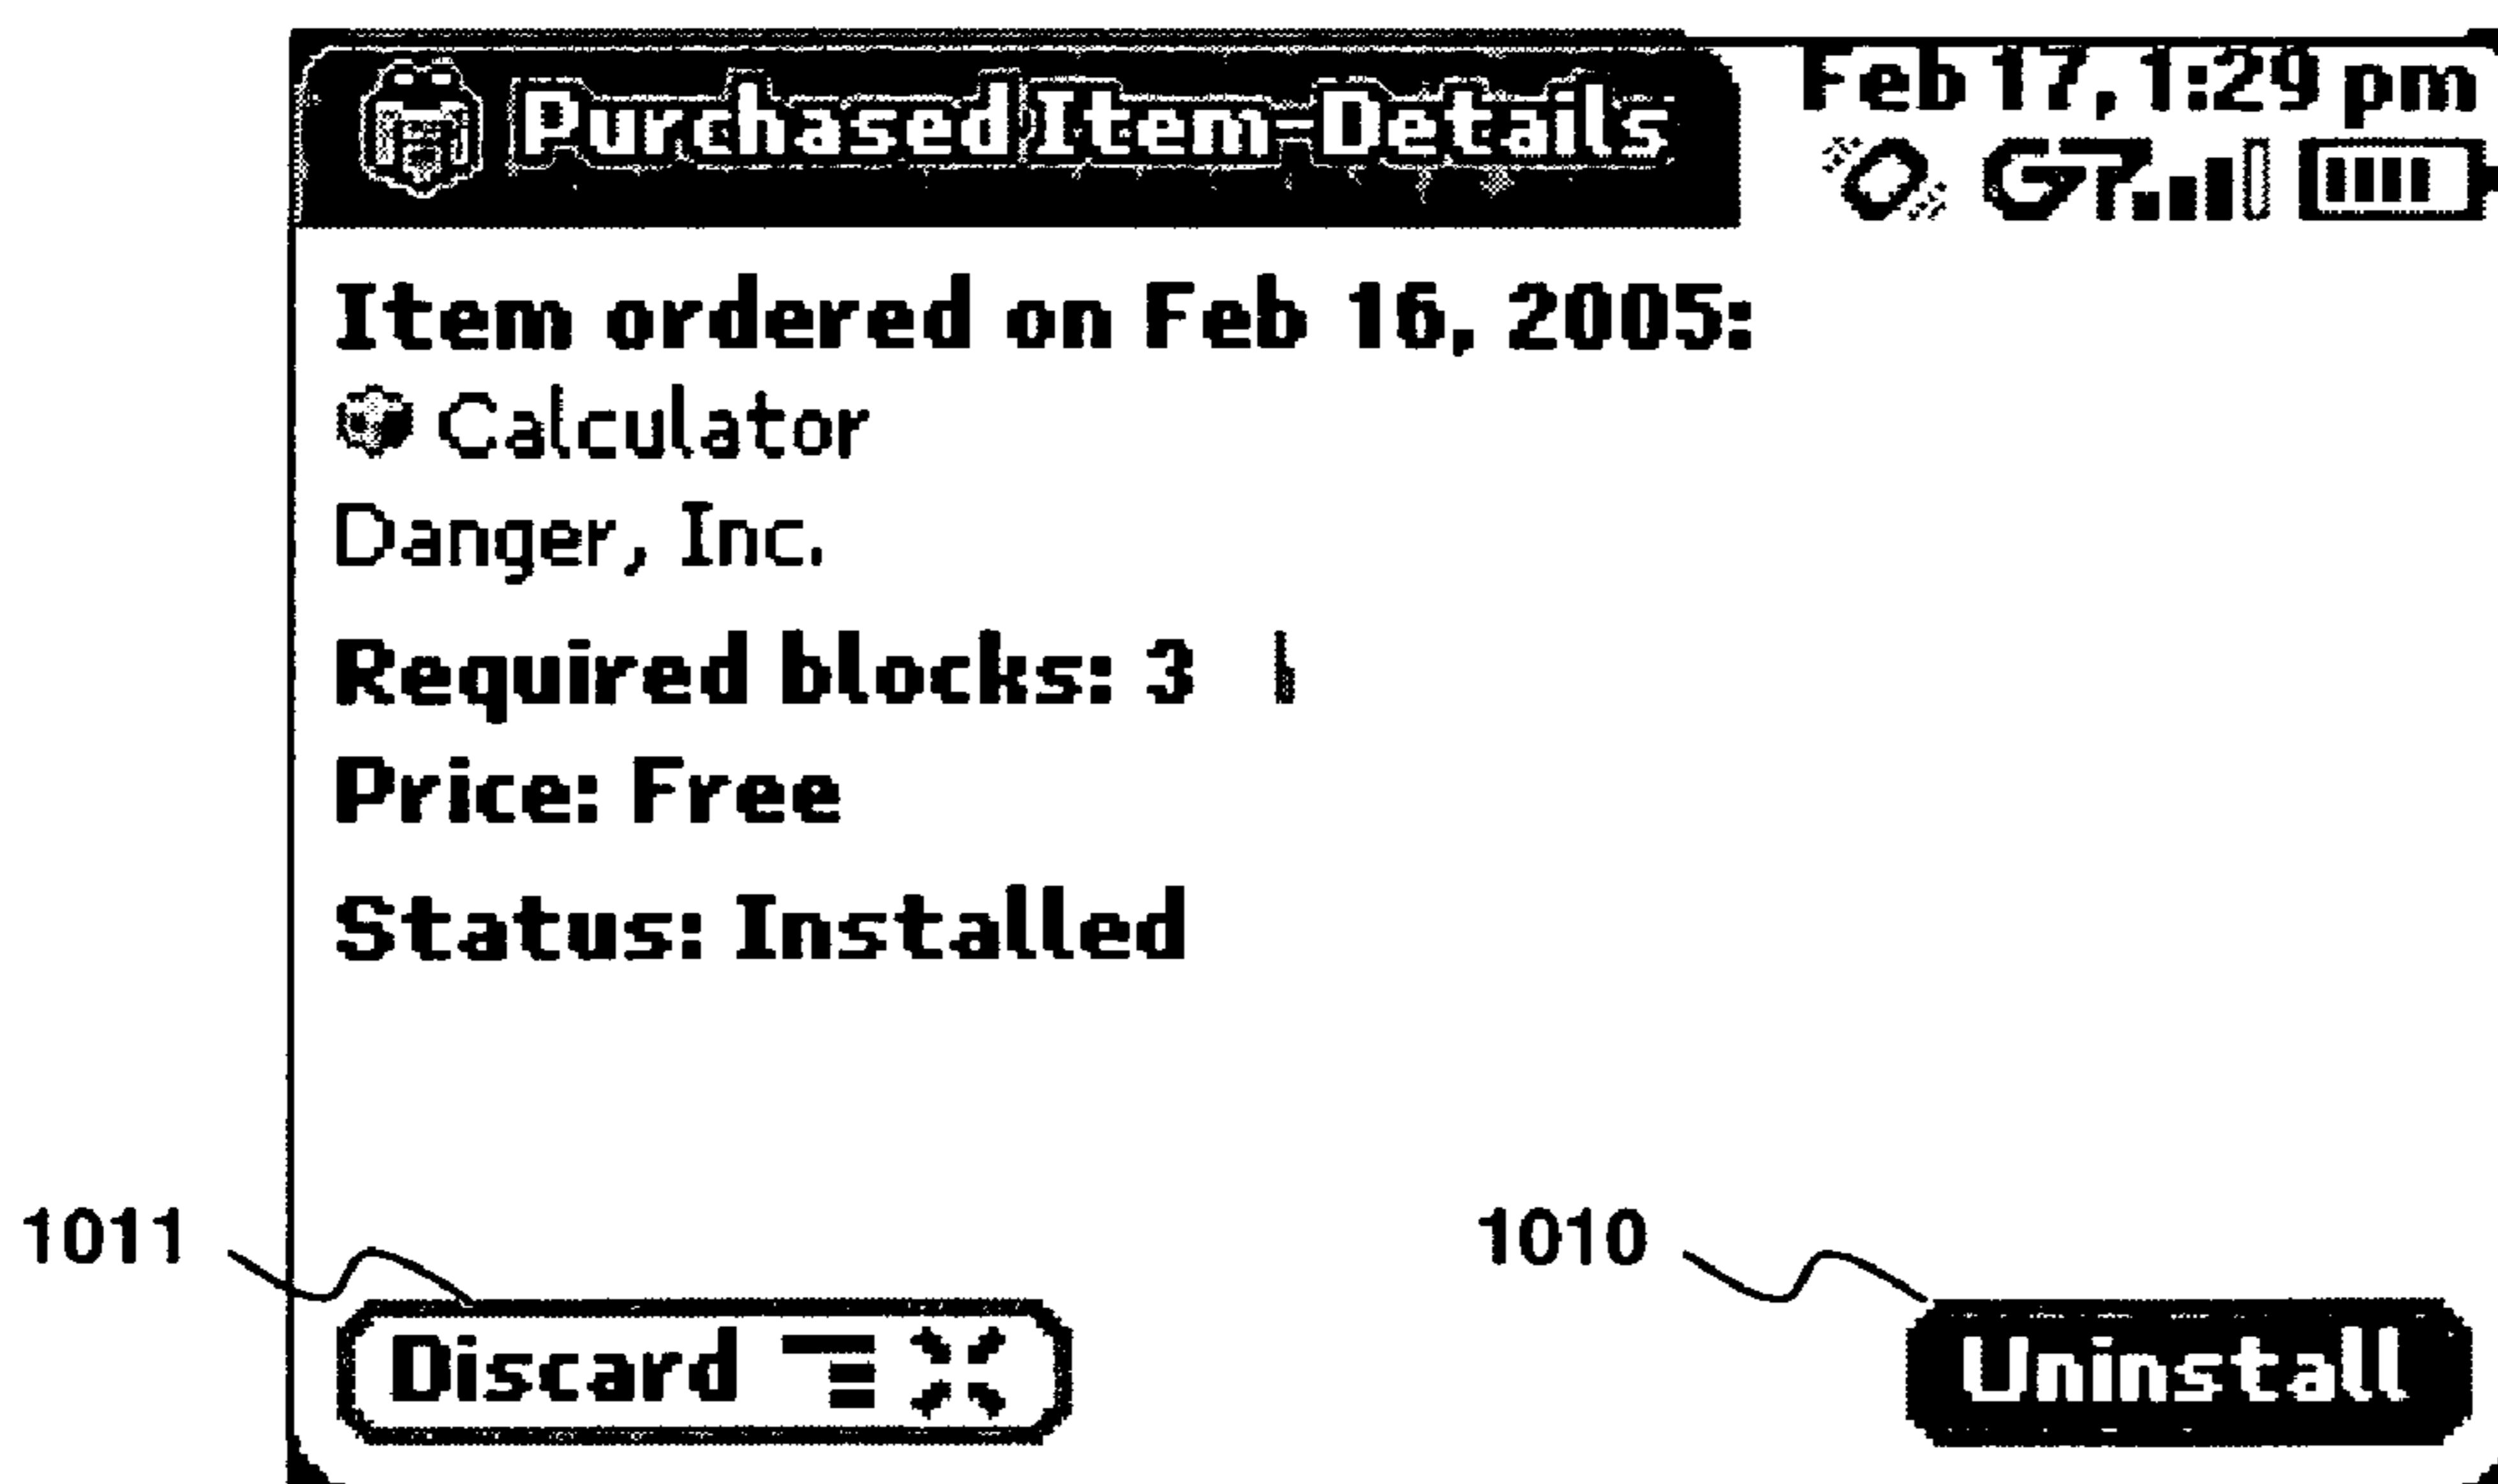 Purchased Item-Details
Feb 17, 1:29 pm
Item ordered on Feb 16, 2005:
Calculator
Danger, Inc.
Required blocks: 3
Price: Free
Status: Installed
1011
1010
Discard
Uninstall